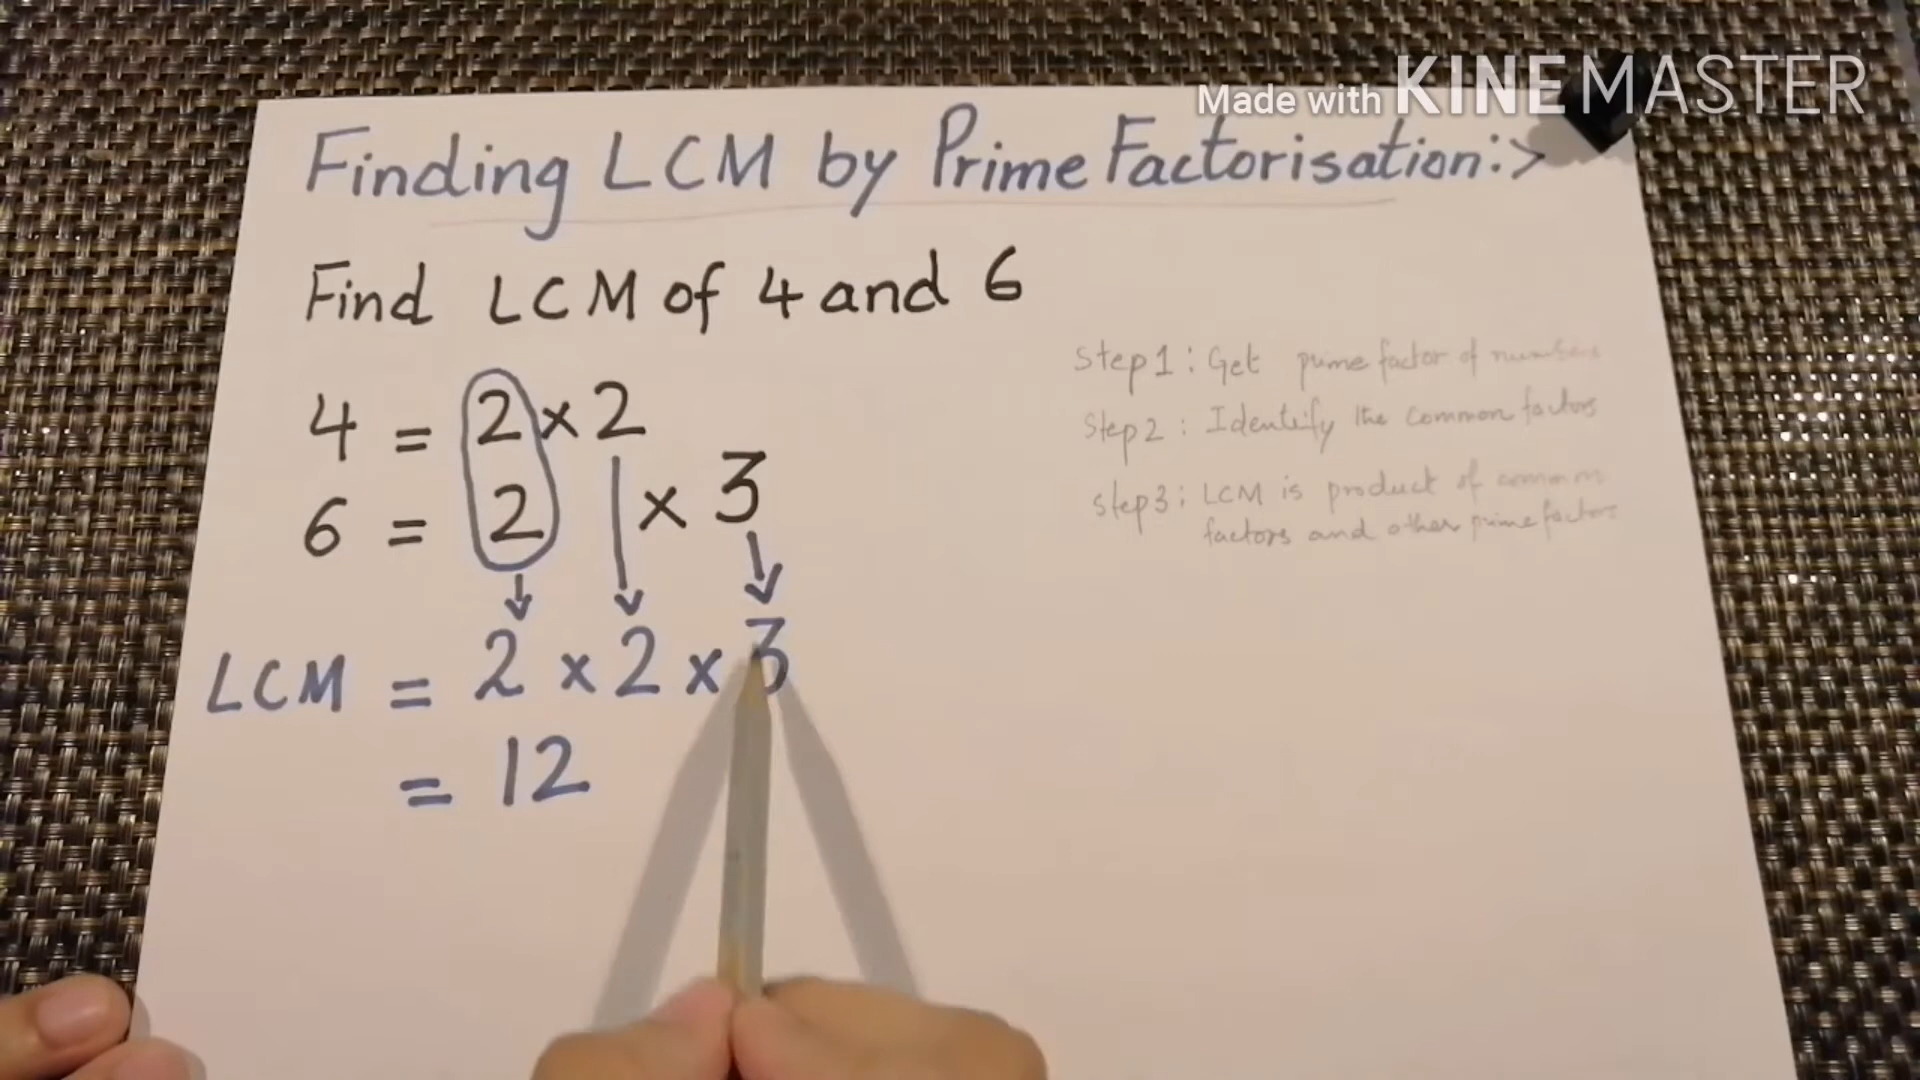 Made with KINEMASTER
Finding LCM by Prime Factorisation:>
Find LCM of 4 and 6
4 = 2 × 2
6 = 2 × 3
LCM = 2 × 2 × 3
= 12
Step 1 : Get prime factor of numbers
Step 2 : Identify the common factors
Step 3 : LCM is product of common
factors and other prime factors